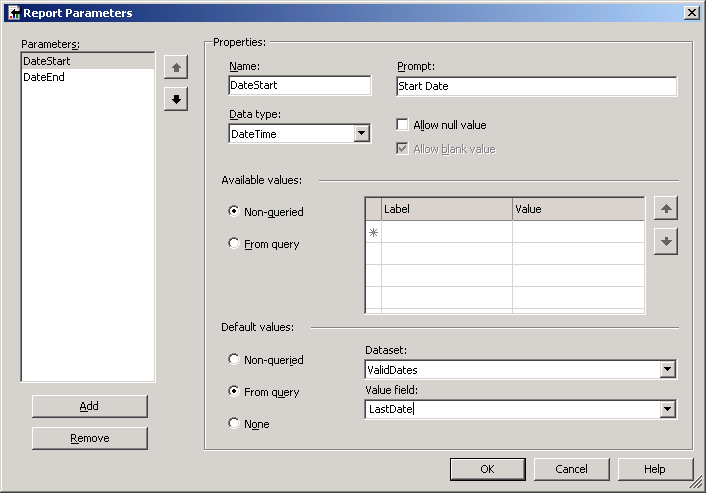 Report Parameters
Parameters:
DateStart
DateEnd
Add
Remove
Properties:
Name:
DateStart
Prompt:
Start Date
Data type:
DateTime
Allow null value
Allow blank value
Available values:
Non-queried
From query
Label
Value
Default values:
Non-queried
From query
None
Dataset:
ValidDates
Value field:
LastDate
OK
Cancel
Help